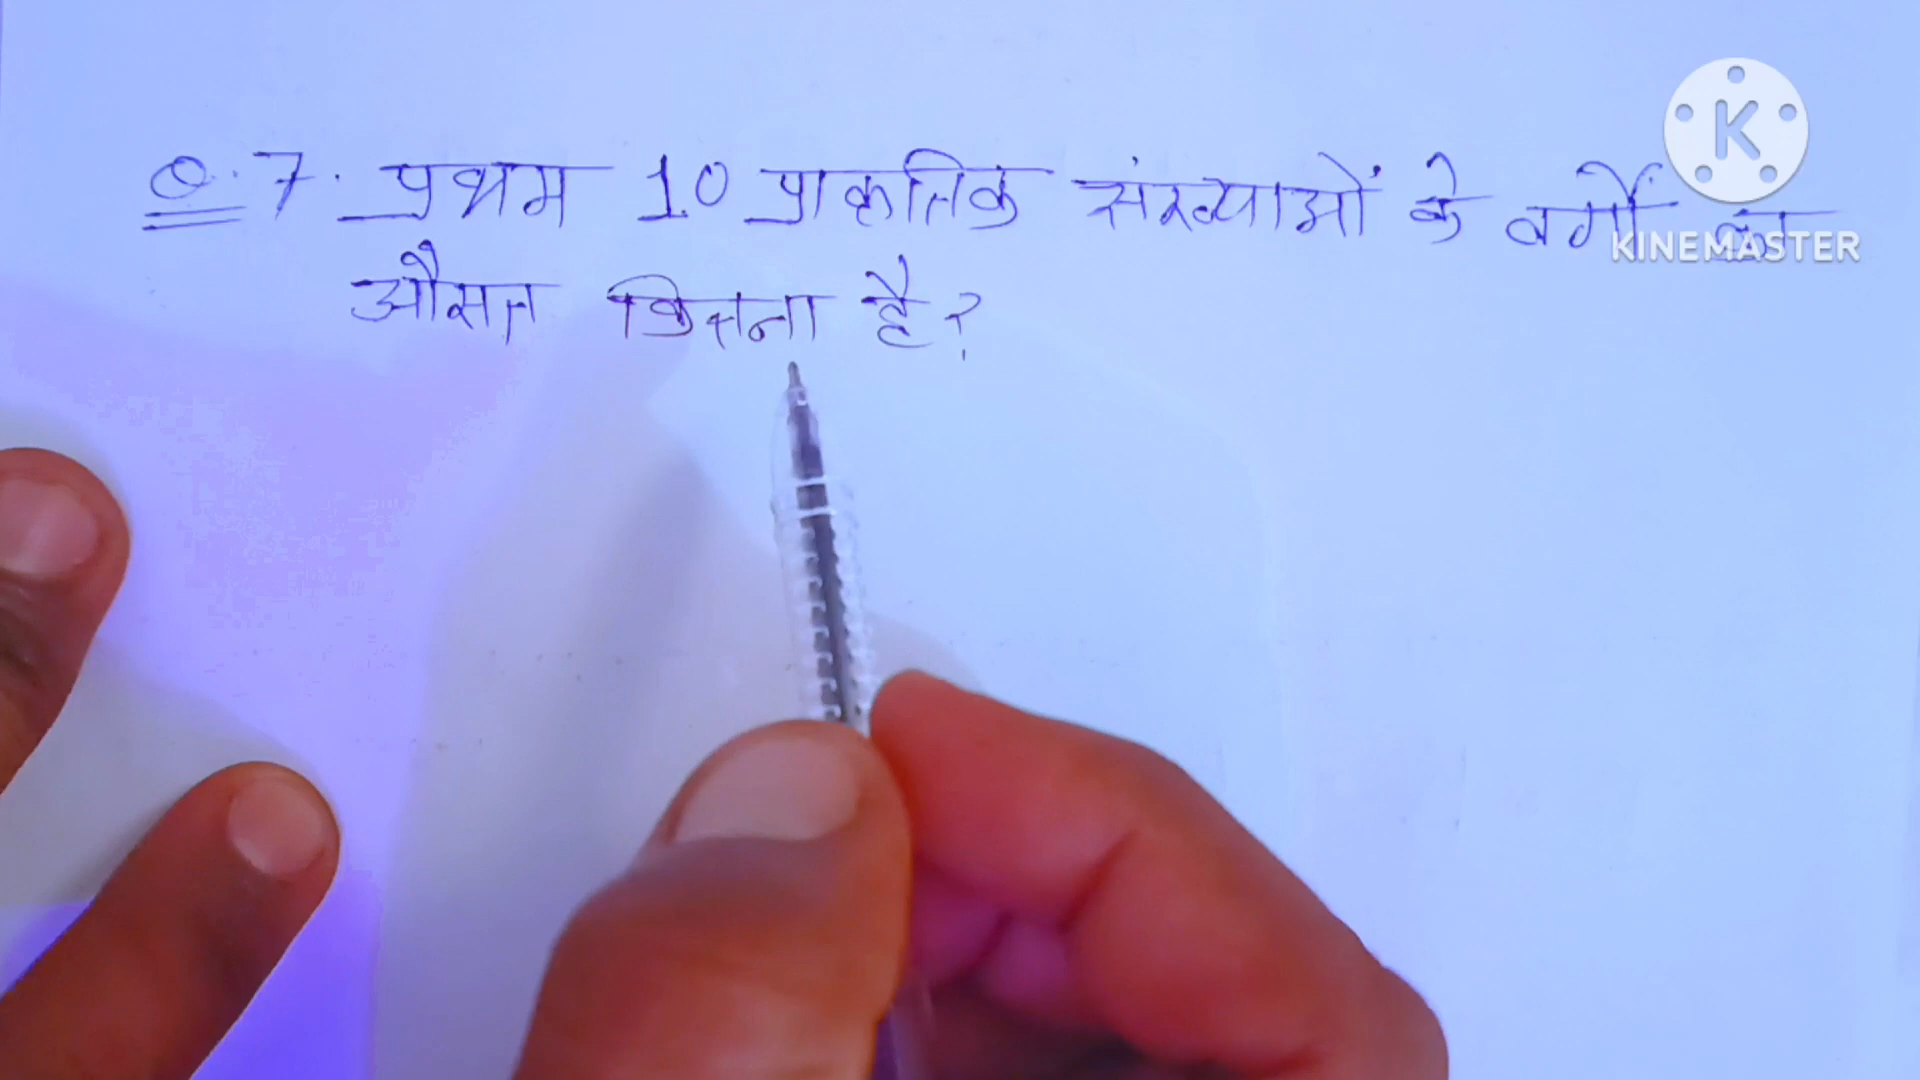 Q.7. प्रथम 10 प्राकृतिक संख्याओं के वर्गों का
औसत कितना है?
K
KINEMASTER